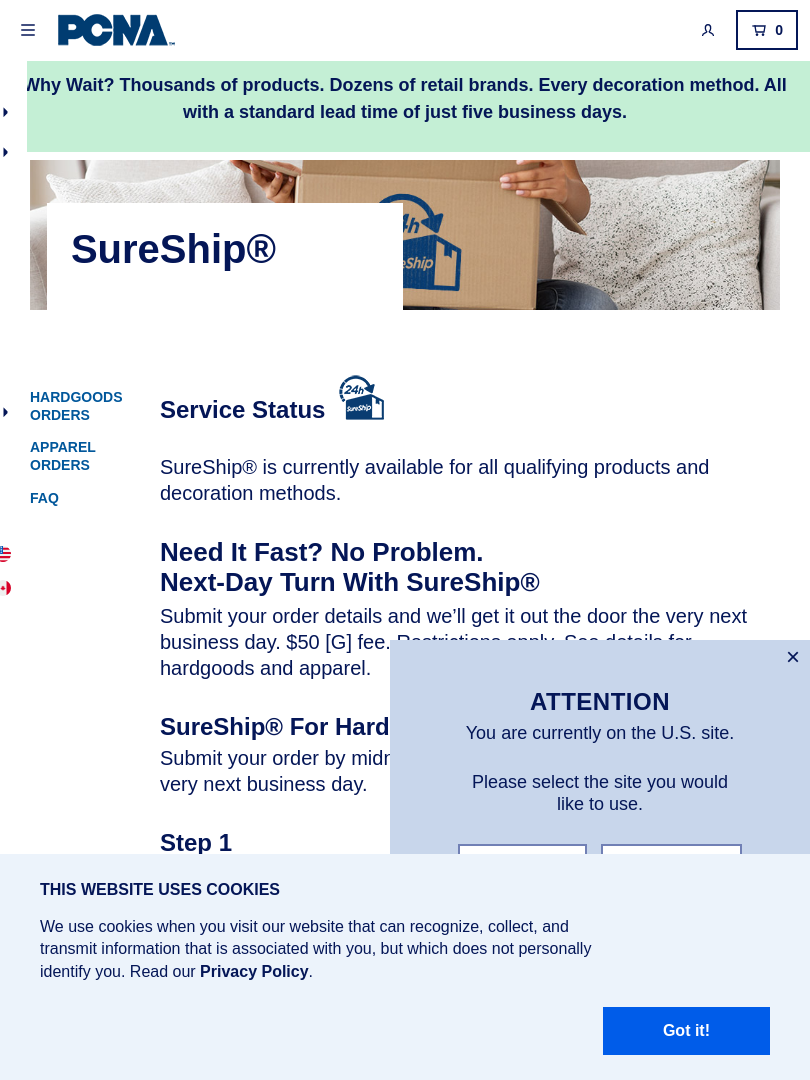 PCNA
0
Why Wait? Thousands of products. Dozens of retail brands. Every decoration method. All
with a standard lead time of just five business days.
SureShip®
HARDGOODS
ORDERS
APPAREL
ORDERS
FAQ
Service Status
24h
SureShip
SureShip® is currently available for all qualifying products and
decoration methods.
Need It Fast? No Problem.
Next-Day Turn With SureShip®
Submit your order details and we’ll get it out the door the very next
business day. $50 [G] fee. Restrictions apply. See details for
hardgoods and apparel.
SureShip® For Hard
Submit your order by
very next business day.
Step 1
ATTENTION
You are currently on the U.S. site.
Please select the site you would
like to use.
THIS WEBSITE USES COOKIES
We use cookies when you visit our website that can recognize, collect, and
transmit information that is associated with you, but which does not personally
identify you. Read our Privacy Policy.
Got it!